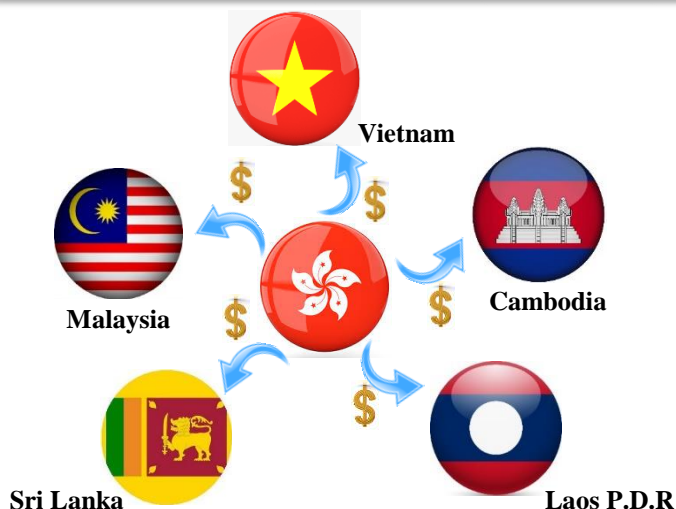 Vietnam
$
$
Malaysia
Cambodia
$
$
$
Sri Lanka
Laos P.D.R